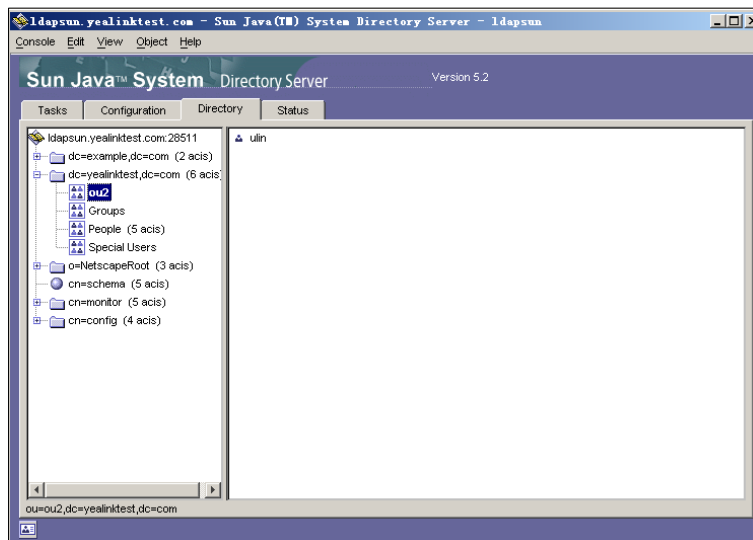 ldapsun.yealinktest.com - Sun Java(TM) System Directory Server - ldapsun
Console Edit View Object Help
Sun Java™ System Directory Server
Version 5.2
Tasks Configuration Directory Status
ldapsun.yealinktest.com:28511
dc=example,dc=com (2 acis)
dc=yealinktest,dc=com (6 acis)
ou2
Groups
People (5 acis)
Special Users
o=NetscapeRoot (3 acis)
cn=schema (5 acis)
cn=monitor (5 acis)
cn=config (4 acis)
ulin
ou=ou2,dc=yealinktest,dc=com